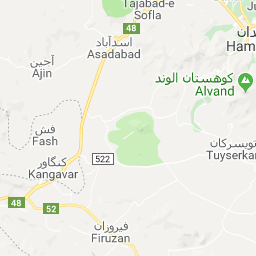 Tajabad-e
Sofla
48
اسدآباد
Asadabad
آجین
Ajin
Ham
کوهستان الوند
Alvand
فش
Fash
تویسرکان
Tuyserkan
کنگاور
Kangavar
522
48
52
فیروزان
Firuzan